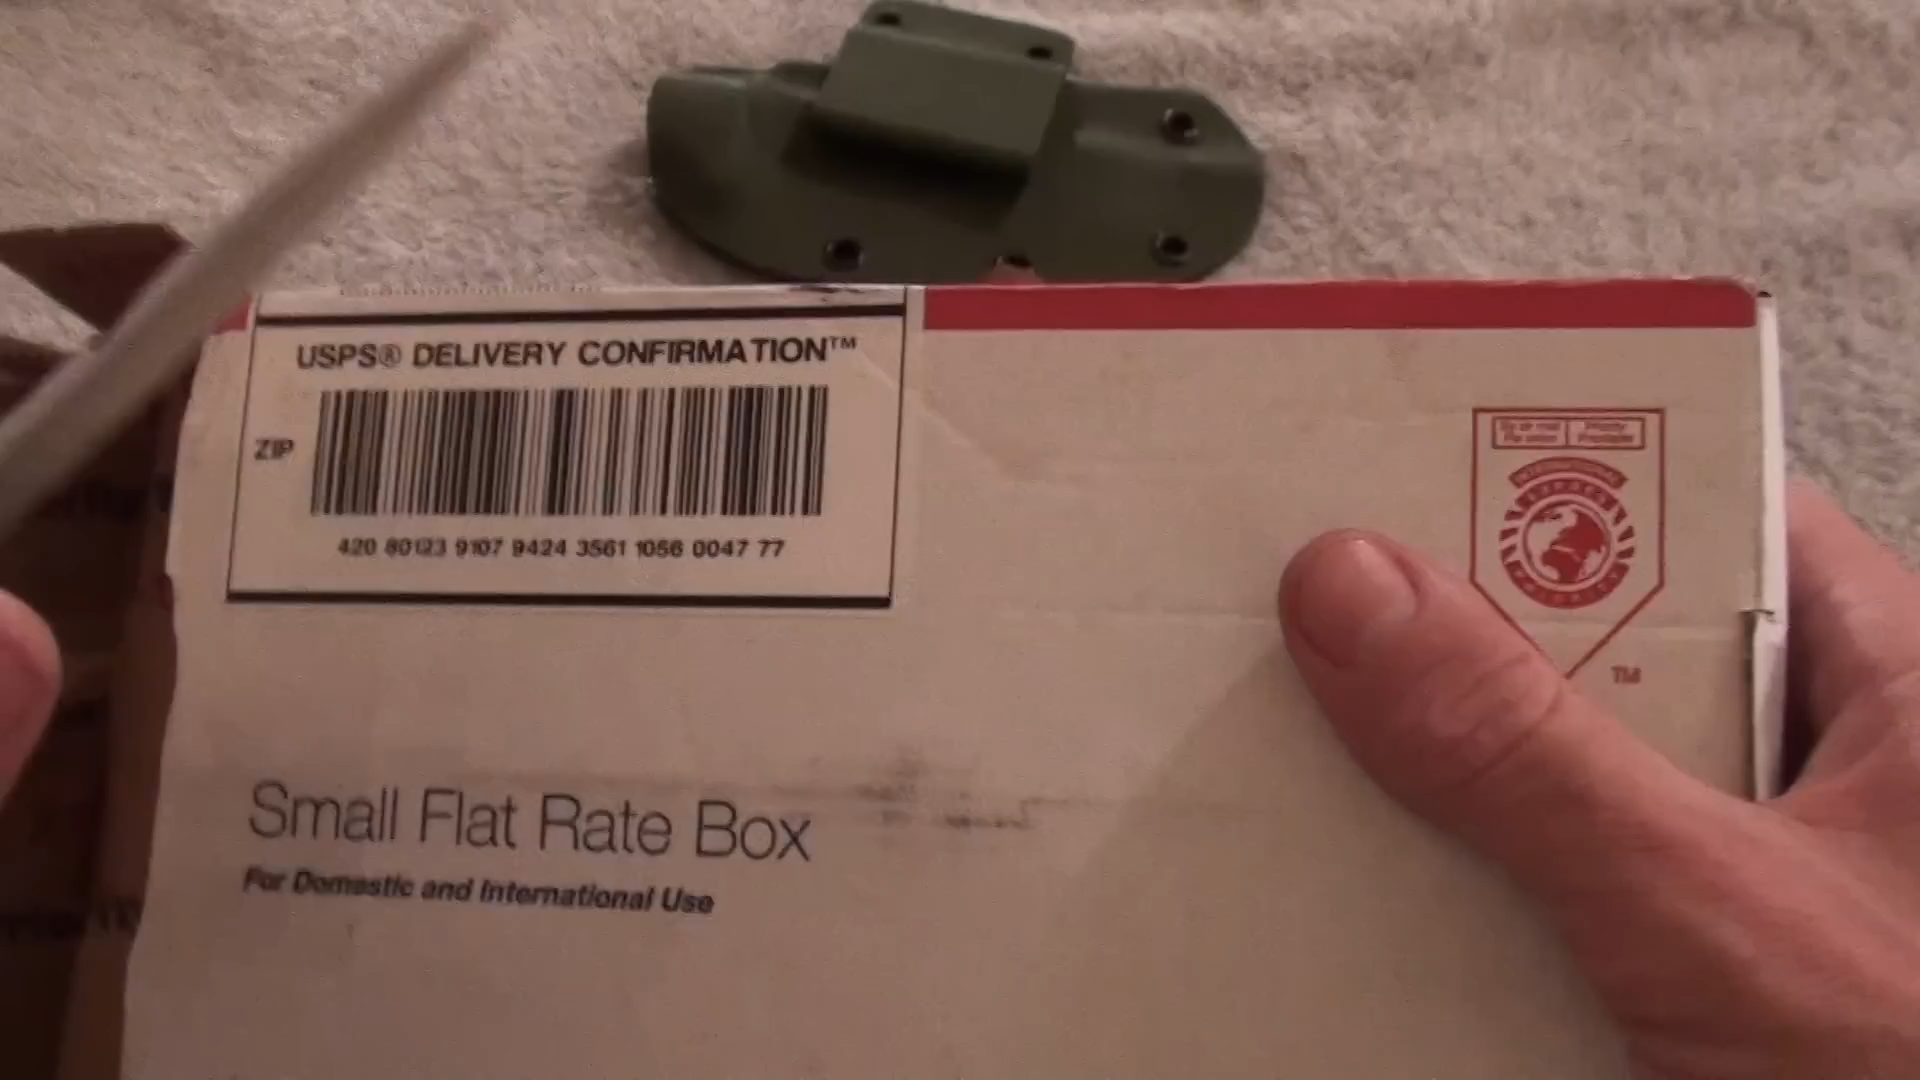 USPS® DELIVERY CONFIRMATION™
ZIP
420 80123 9107 9424 3561 1056 0047 77
INTERNATIONAL
TM
Small Flat Rate Box
For Domestic and International Use